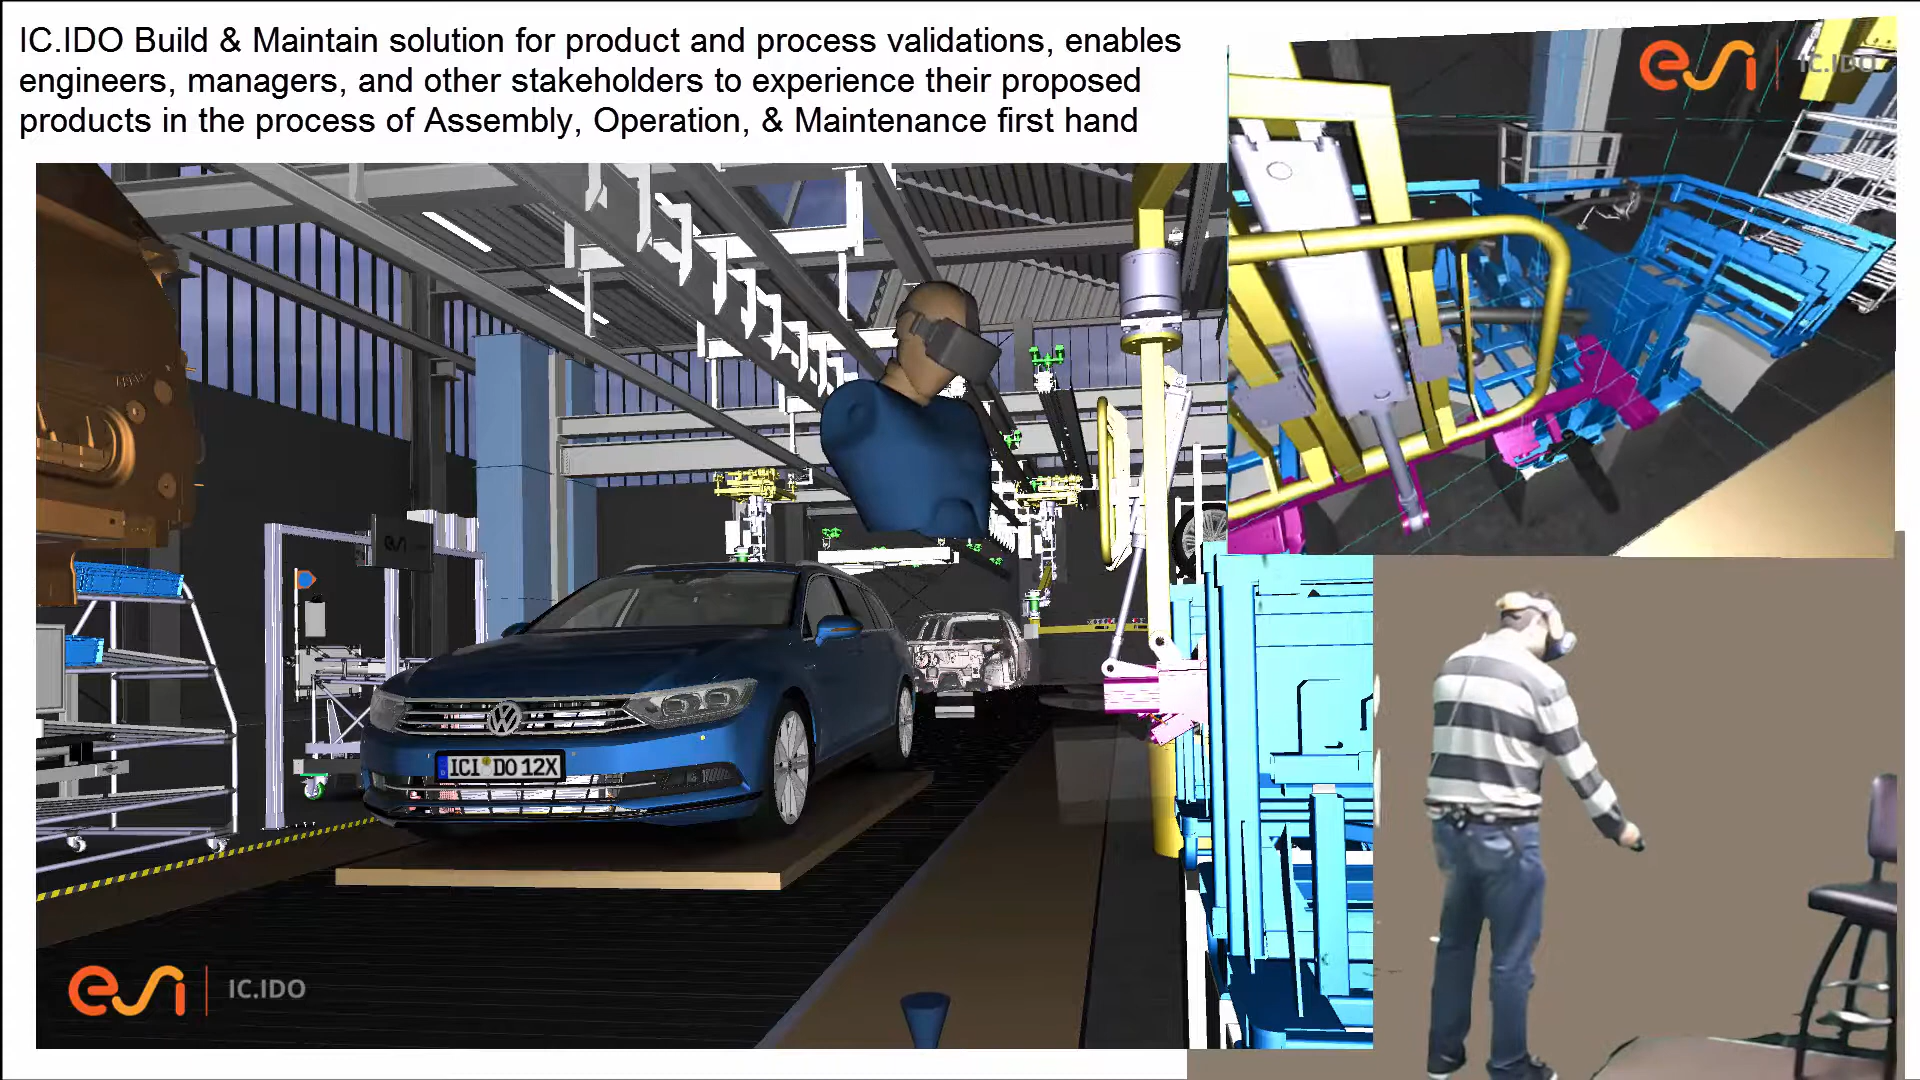 IC.IDO Build & Maintain solution for product and process validations, enables
engineers, managers, and other stakeholders to experience their proposed
products in the process of Assembly, Operation, & Maintenance first hand
esi | IC.IDO
esi
ICI DO 12X
esi | IC.IDO